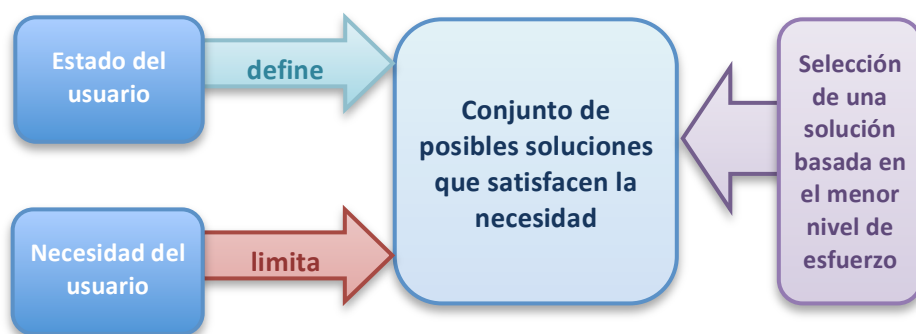 Estado del
usuario
define
Necesidad del
usuario
limita
Conjunto de
posibles soluciones
que satisfacen la
necesidad
Selección
de una
solución
basada en
el menor
nivel de
esfuerzo